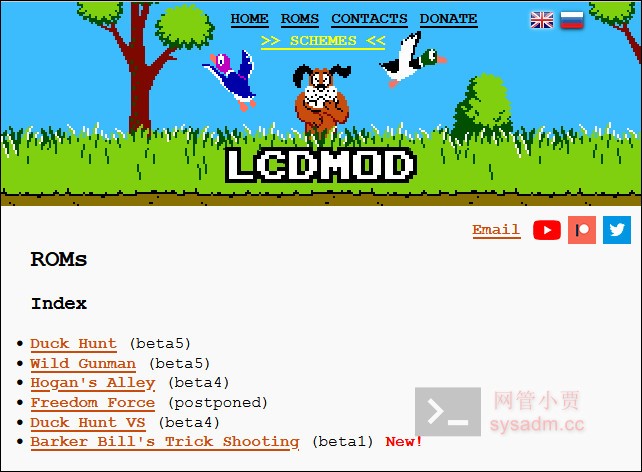 HOME ROMS CONTACTS DONATE
>> SCHEMES <<
LCDMOD
Email
ROMs
Index
Duck Hunt (beta5)
Wild Gunman (beta5)
Hogan's Alley (beta4)
Freedom Force (postponed)
Duck Hunt VS (beta4)
Barker Bill's Trick Shooting (beta1) New!
>_ 网管小贾
sysadm.cc